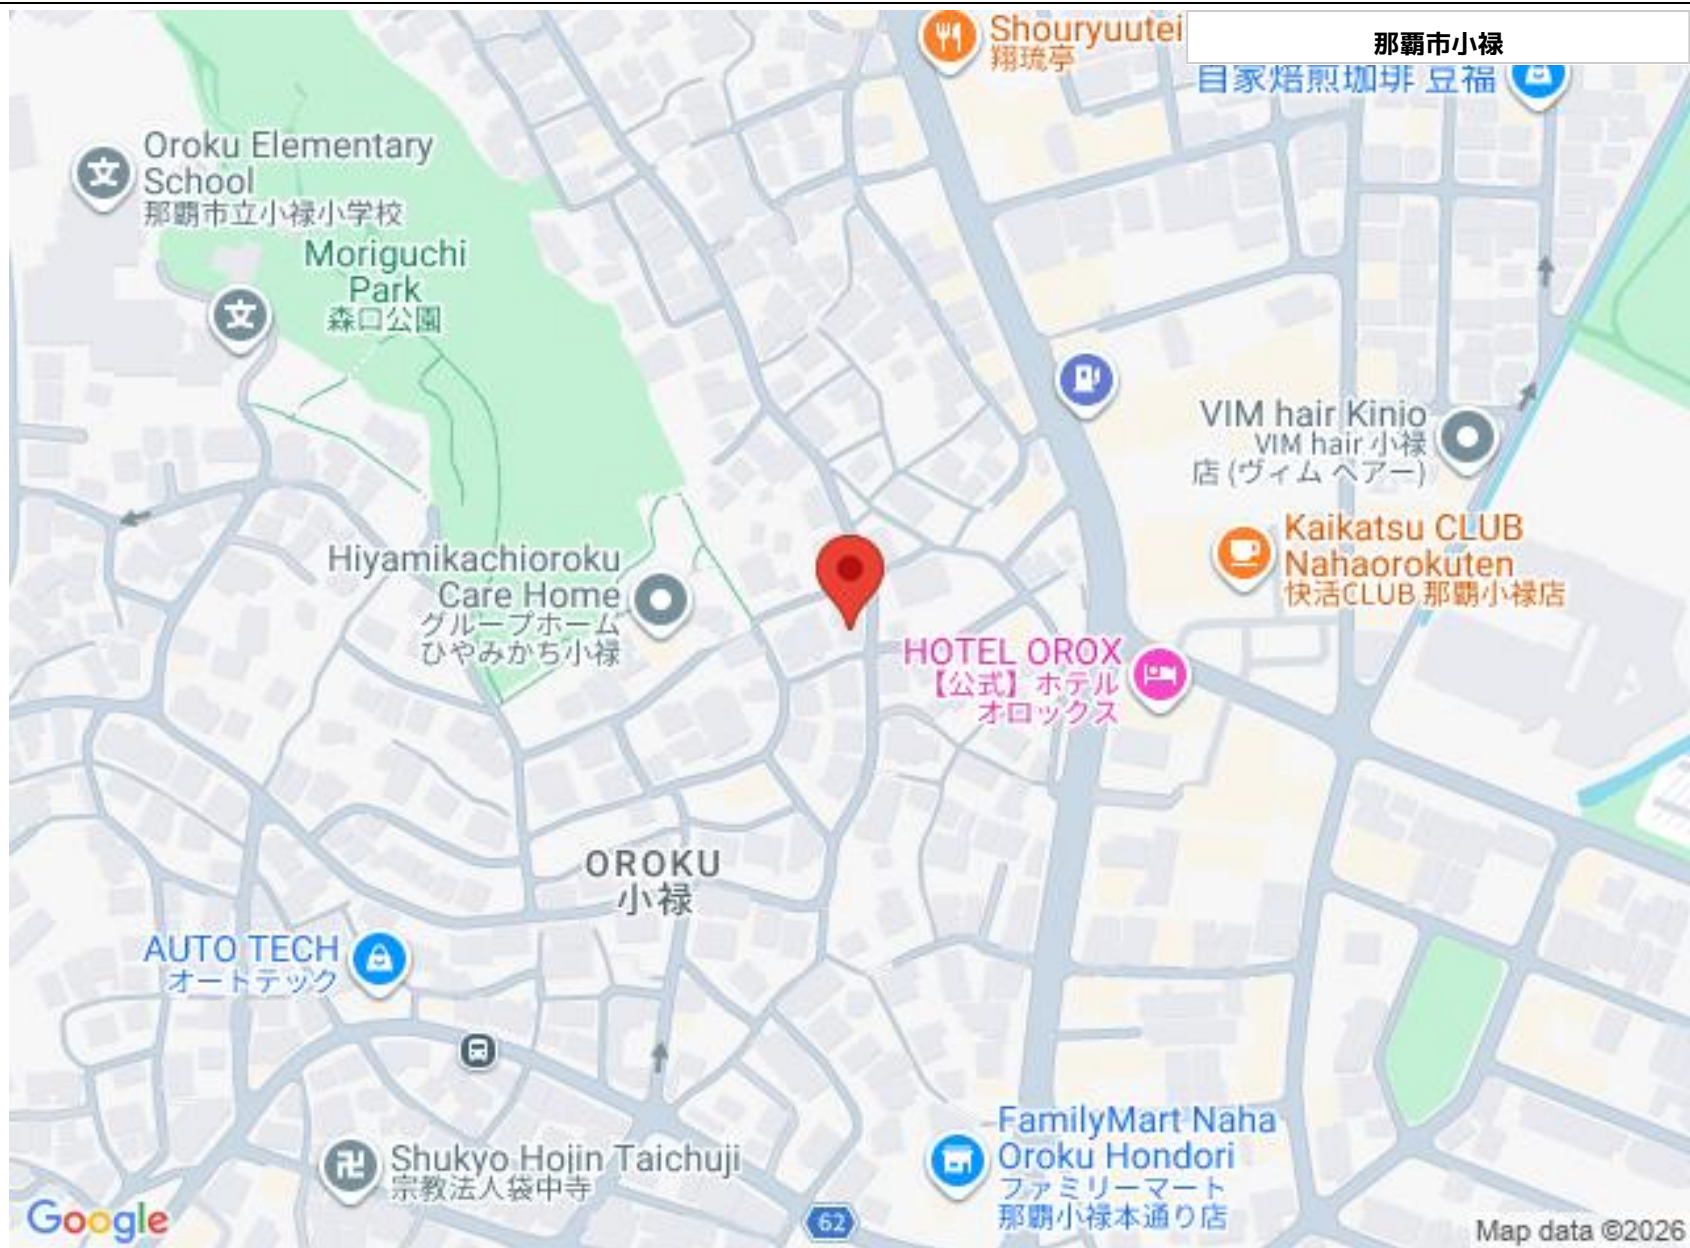 Shouryuutei
翔琉亭
那覇市小禄
自家焙煎珈琲 豆福
Oroku Elementary
School
那覇市立小禄小学校
Moriguchi
Park
森口公園
VIM hair Kinjo
VIM hair 小禄
店 (ヴィム ヘアー)
Kaikatsu CLUB
Nahaorokuten
快活CLUB 那覇小禄店
Hiyamikachioroku
Care Home
グループホーム
ひやみかち小禄
HOTEL OROX
【公式】ホテル
オロックス
OROKU
小禄
AUTO TECH
オートテック
Shukyo Hojin Taichuji
宗教法人袋中寺
FamilyMart Naha
Oroku Hondori
ファミリーマート
那覇小禄本通り店
62
Google
Map data ©2026